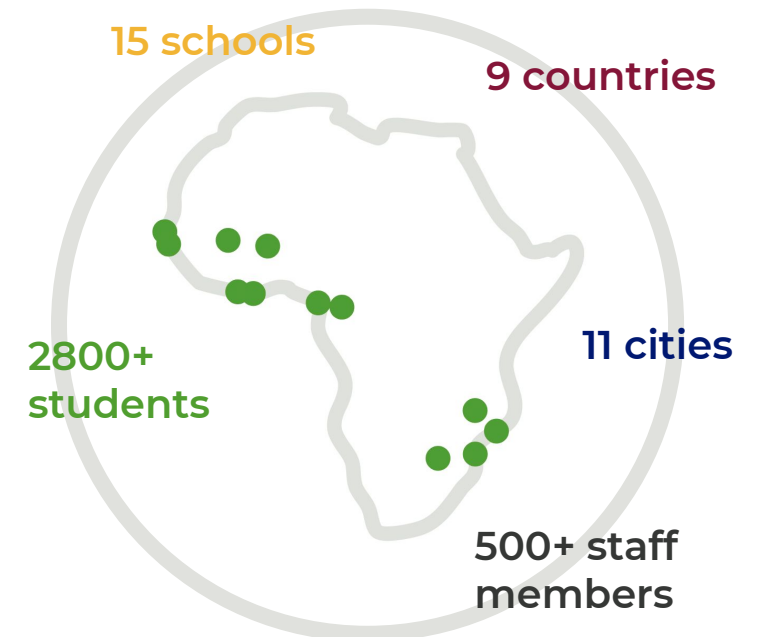 15 schools
9 countries
2800+
students
11 cities
500+ staff
members